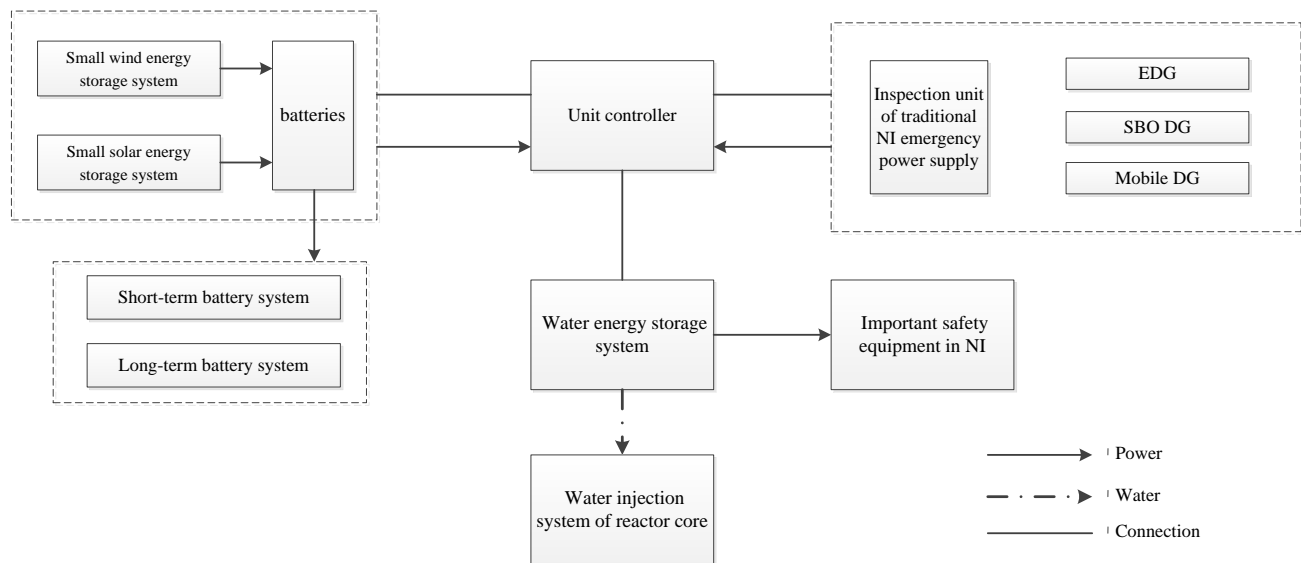 Small wind energy
storage system
Small solar energy
storage system
batteries
Short-term battery system
Long-term battery system
Unit controller
Water energy storage
system
Water injection
system of reactor core
Inspection unit
of traditional
NI emergency
power supply
EDG
SBO DG
Mobile DG
Important safety
equipment in NI
Power
Water
Connection